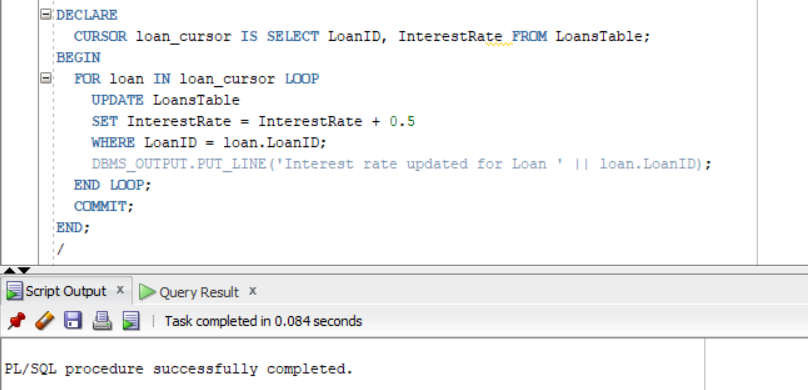 DECLARE
CURSOR loan_cursor IS SELECT LoanID, InterestRate FROM LoansTable;
BEGIN
FOR loan IN loan_cursor LOOP
UPDATE LoansTable
SET InterestRate = InterestRate + 0.5
WHERE LoanID = loan.LoanID;
DBMS_OUTPUT.PUT_LINE('Interest rate updated for Loan ' || loan.LoanID);
END LOOP;
COMMIT;
END;
/
Script Output x Query Result x
Task completed in 0.084 seconds
PL/SQL procedure successfully completed.